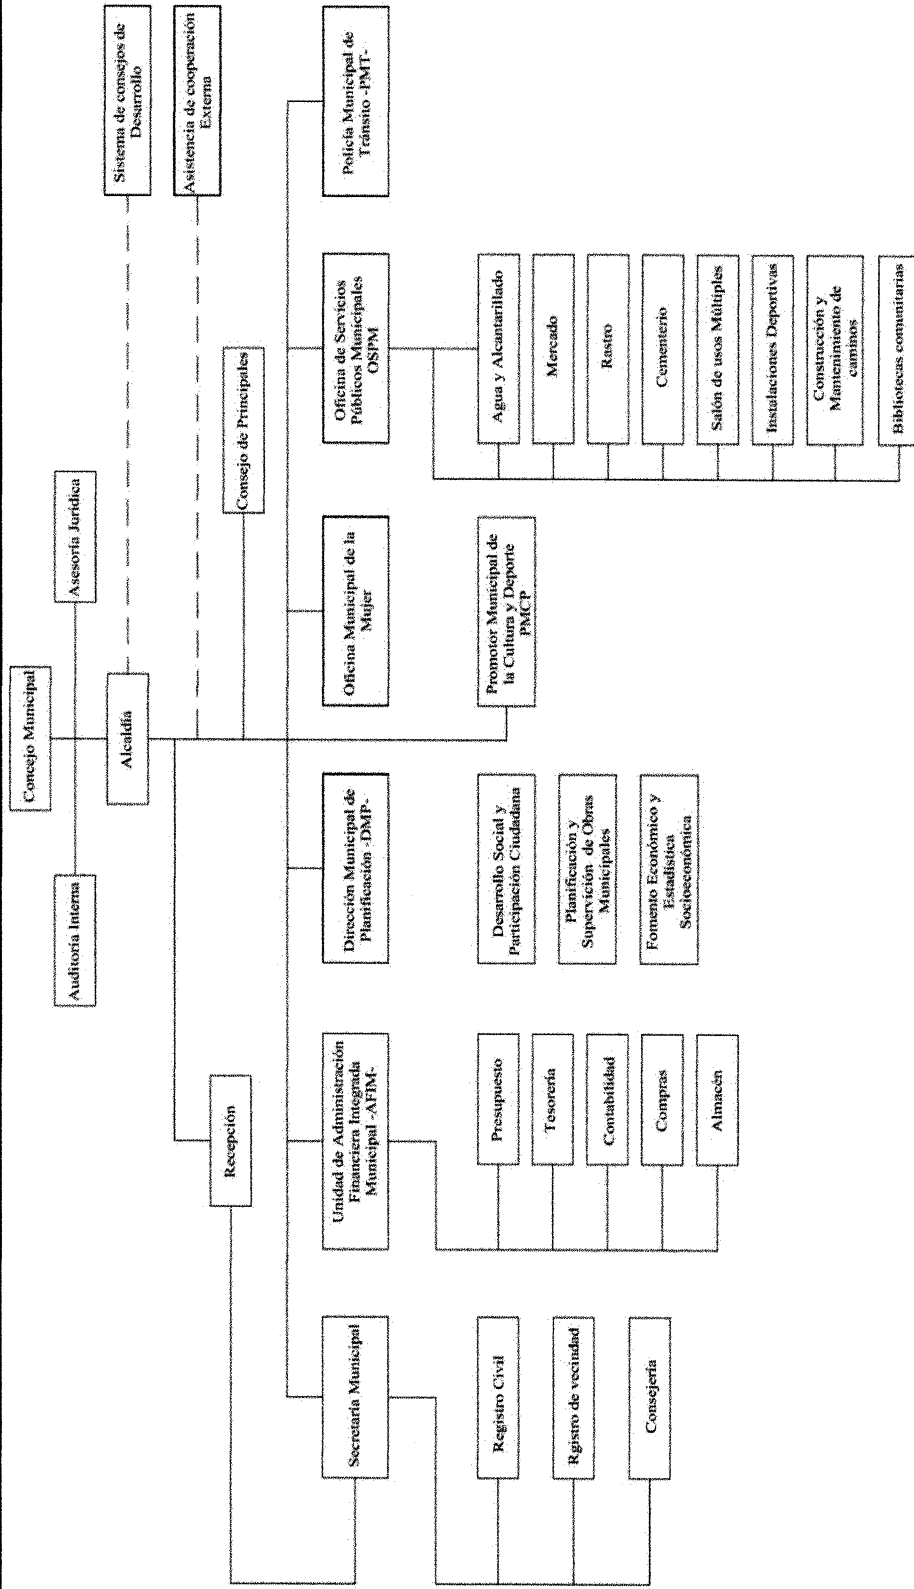 Concejo Municipal
Auditoria Interna
Asesoría Jurídica
Alcaldía
Sistema de consejos de
Desarrollo
Asistencia de cooperación
Externa
Recepción
Consejo de Principales
Secretaría Municipal
Unidad de Administración
Financiera Integrada
Municipal -AFIM-
Dirección Municipal de
Planificación -DMP-
Oficina Municipal de la
Mujer
Oficina de Servicios
Públicos Municipales
OSPM
Policía Municipal de
Tránsito -PMT-
Registro Civil
Rgistro de vecindad
Consejería
Presupuesto
Tesorería
Contabilidad
Compras
Almacén
Desarrollo Social y
Participación Ciudadana
Planificación y
Supervisión de Obras
Municipales
Fomento Económico y
Estadística
Socioeconómica
Promotor Municipal de
la Cultura y Deporte
PMCP
Agua y Alcantarillado
Mercado
Rastro
Cementerio
Salón de usos Múltiples
Instalaciones Deportivas
Construcción y
Mantenimiento de
caminos
Bibliotecas comunitarias